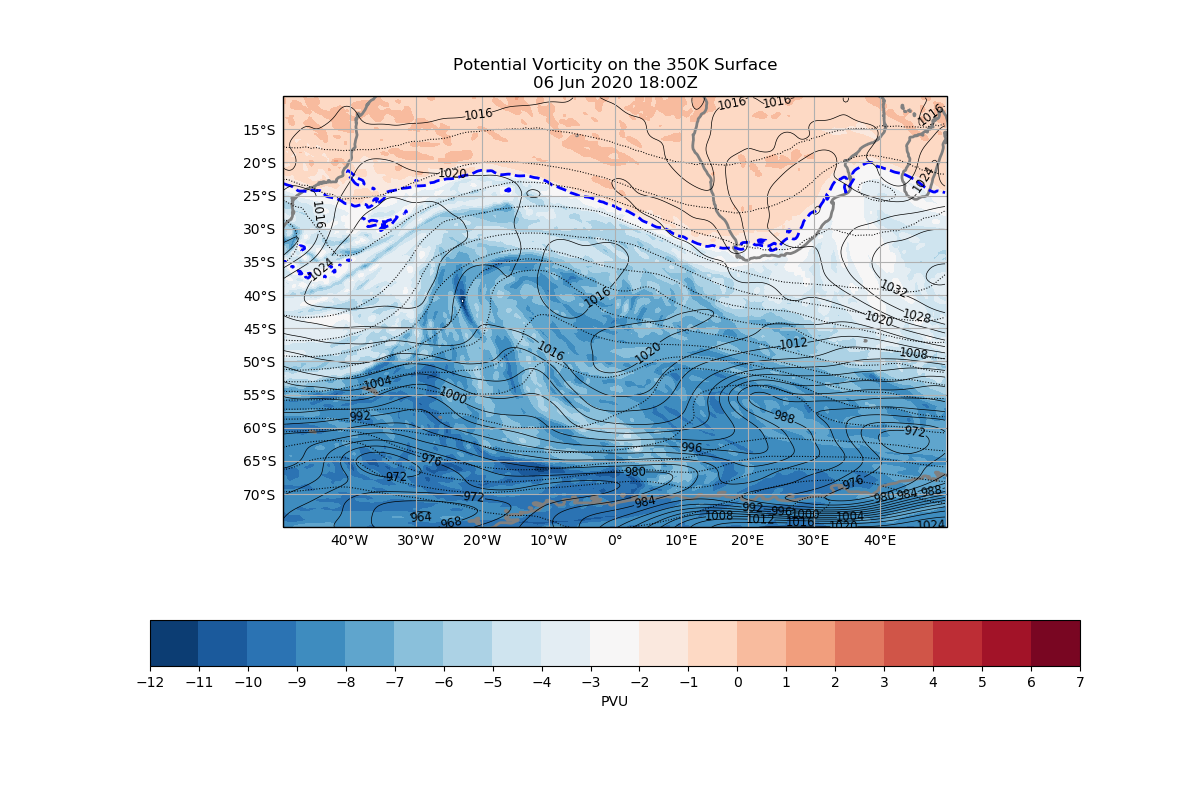 Potential Vorticity on the 350K Surface
06 Jun 2020 18:00Z
1016 1016 1016 1016
15°S
20°S
1020 1024
25°S
1016
30°S
35°S
1024
1032
40°S
1016
1020 1028
45°S
1016 1020 1012 1008
50°S
1004
55°S
1000
992 988
60°S
972
996
65°S
976 980
972 976
70°S
972 984 980 984 988
992 996 1000
964 968 1008 1012 1016 1004 1024
40°W 30°W 20°W 10°W 0° 10°E 20°E 30°E 40°E
−12 −11 −10 −9 −8 −7 −6 −5 −4 −3 −2 −1 0 1 2 3 4 5 6 7
PVU